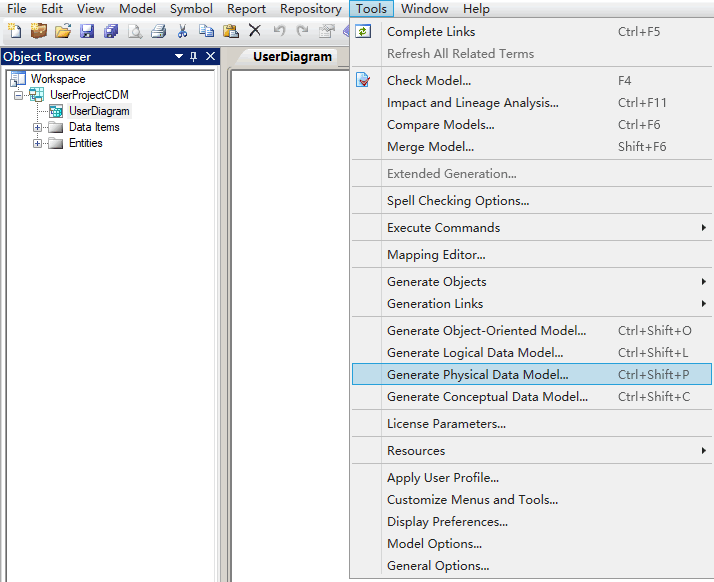 File Edit View Model Symbol Report Repository Tools Window Help
Object Browser
Workspace
UserProjectCDM
UserDiagram
Data Items
Entities
UserDiagram
Complete Links Ctrl+F5
Refresh All Related Terms
Check Model... F4
Impact and Lineage Analysis... Ctrl+F11
Compare Models... Ctrl+F6
Merge Model... Shift+F6
Extended Generation...
Spell Checking Options...
Execute Commands
Mapping Editor...
Generate Objects
Generation Links
Generate Object-Oriented Model... Ctrl+Shift+O
Generate Logical Data Model... Ctrl+Shift+L
Generate Physical Data Model... Ctrl+Shift+P
Generate Conceptual Data Model... Ctrl+Shift+C
License Parameters...
Resources
Apply User Profile...
Customize Menus and Tools...
Display Preferences...
Model Options...
General Options...